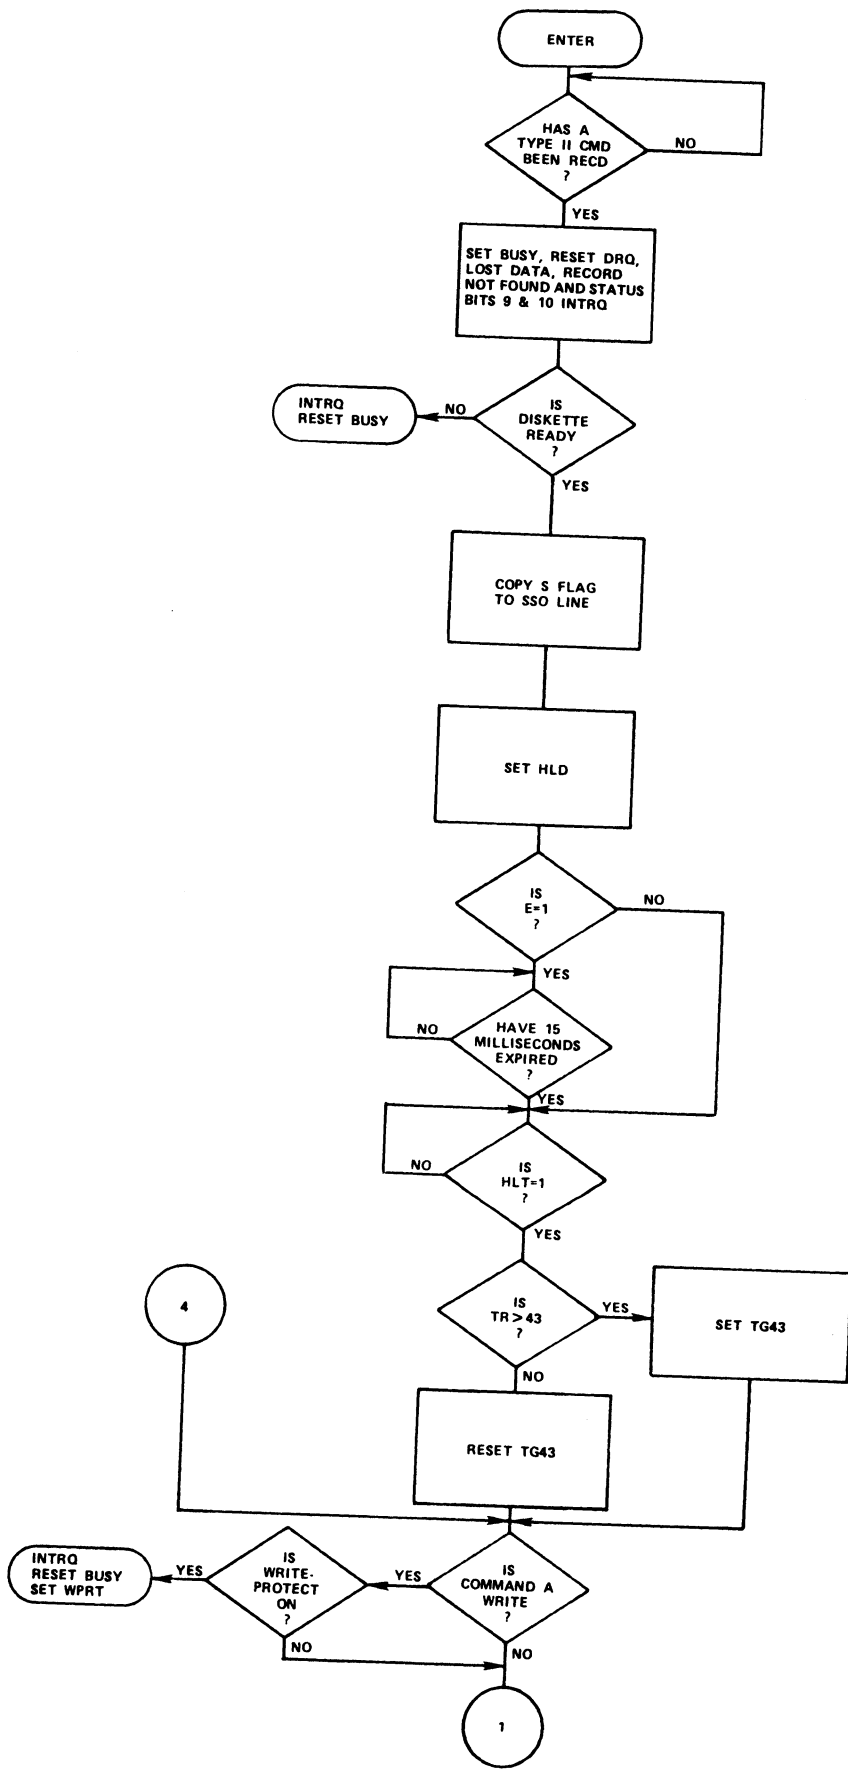 ENTER
HAS A
TYPE II CMD
BEEN RECD
?
NO
YES
SET BUSY, RESET DRQ,
LOST DATA, RECORD
NOT FOUND AND STATUS
BITS 9 & 10 INTRQ
IS
DISKETTE
READY
?
NO
INTRQ
RESET BUSY
YES
COPY S FLAG
TO SSO LINE
SET HLD
IS
E=1
?
NO
YES
HAVE 15
MILLISECONDS
EXPIRED
?
NO
YES
IS
HLT=1
?
NO
YES
4
IS
TR>43
?
YES
SET TG43
NO
RESET TG43
IS
COMMAND A
WRITE
?
YES
IS
WRITE-
PROTECT
ON
?
YES
INTRQ
RESET BUSY
SET WPRT
NO
NO
1